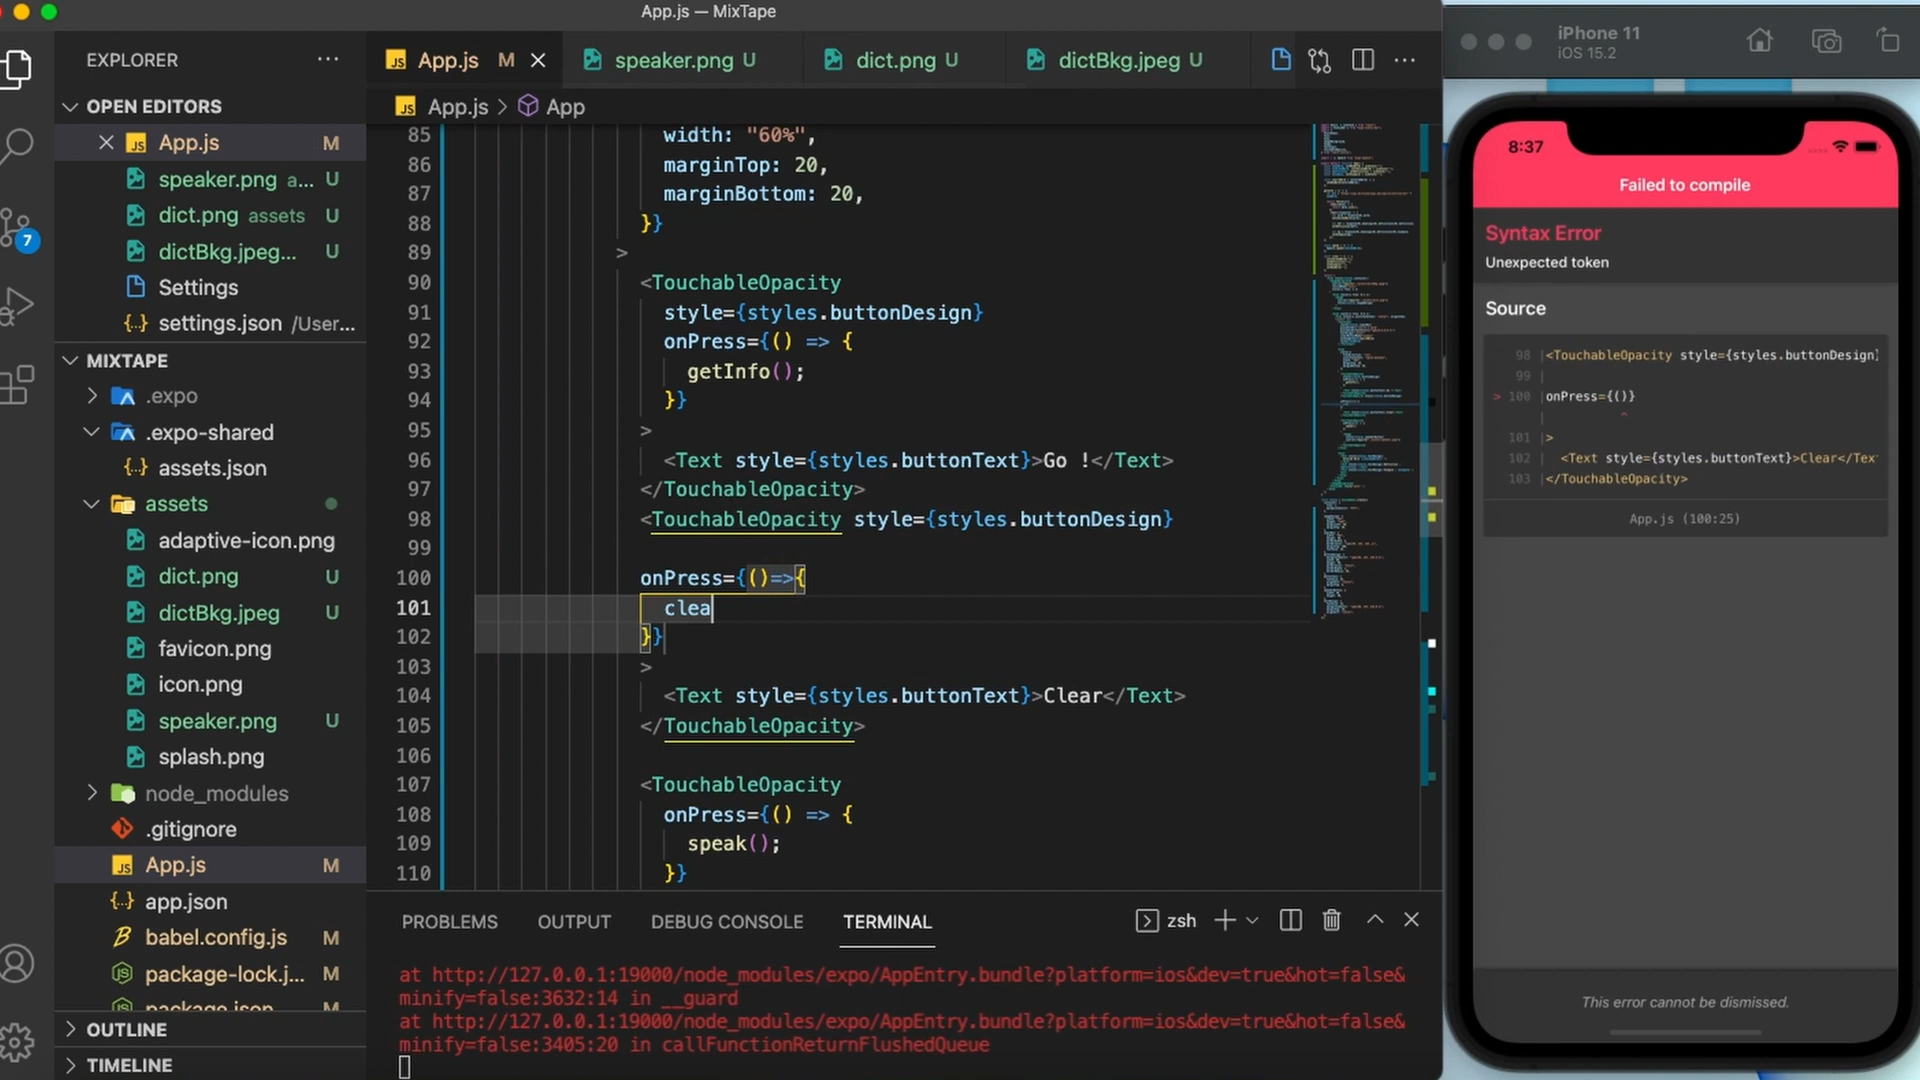 App.js — MixTape
EXPLORER
OPEN EDITORS
App.js M
speaker.png a... U
dict.png assets U
dictBkg.jpeg... U
Settings
settings.json /User...
7
MIXTAPE
.expo
.expo-shared
assets.json
assets
adaptive-icon.png
dict.png U
dictBkg.jpeg U
favicon.png
icon.png
speaker.png U
splash.png
node_modules
.gitignore
App.js M
app.json
babel.config.js M
package-lock.j... M
package.json M
OUTLINE
TIMELINE
App.js M
speaker.png U
dict.png U
dictBkg.jpeg U
App.js > App
85 width: "60%",
86 marginTop: 20,
87 marginBottom: 20,
88 }}
89 >
90 <TouchableOpacity
91 style={styles.buttonDesign}
92 onPress={() => {
93 getInfo();
94 }}
95 >
96 <Text style={styles.buttonText}>Go !</Text>
97 </TouchableOpacity>
98 <TouchableOpacity style={styles.buttonDesign}
99
100 onPress={()=>{
101 clea
102 }}
103 >
104 <Text style={styles.buttonText}>Clear</Text>
105 </TouchableOpacity>
106
107 <TouchableOpacity
108 onPress={() => {
109 speak();
110 }}
PROBLEMS OUTPUT DEBUG CONSOLE TERMINAL zsh
at http://127.0.0.1:19000/node_modules/expo/AppEntry.bundle?platform=ios&dev=true&hot=false&
minify=false:3632:14 in __guard
at http://127.0.0.1:19000/node_modules/expo/AppEntry.bundle?platform=ios&dev=true&hot=false&
minify=false:3405:20 in callFunctionReturnFlushedQueue
iPhone 11
iOS 15.2
8:37
Failed to compile
Syntax Error
Unexpected token
Source
98 |<TouchableOpacity style={styles.buttonDesign}
99 |
> 100 |onPress={()}
| ^
101 |>
102 | <Text style={styles.buttonText}>Clear</Tex
103 |</TouchableOpacity>
App.js (100:25)
This error cannot be dismissed.